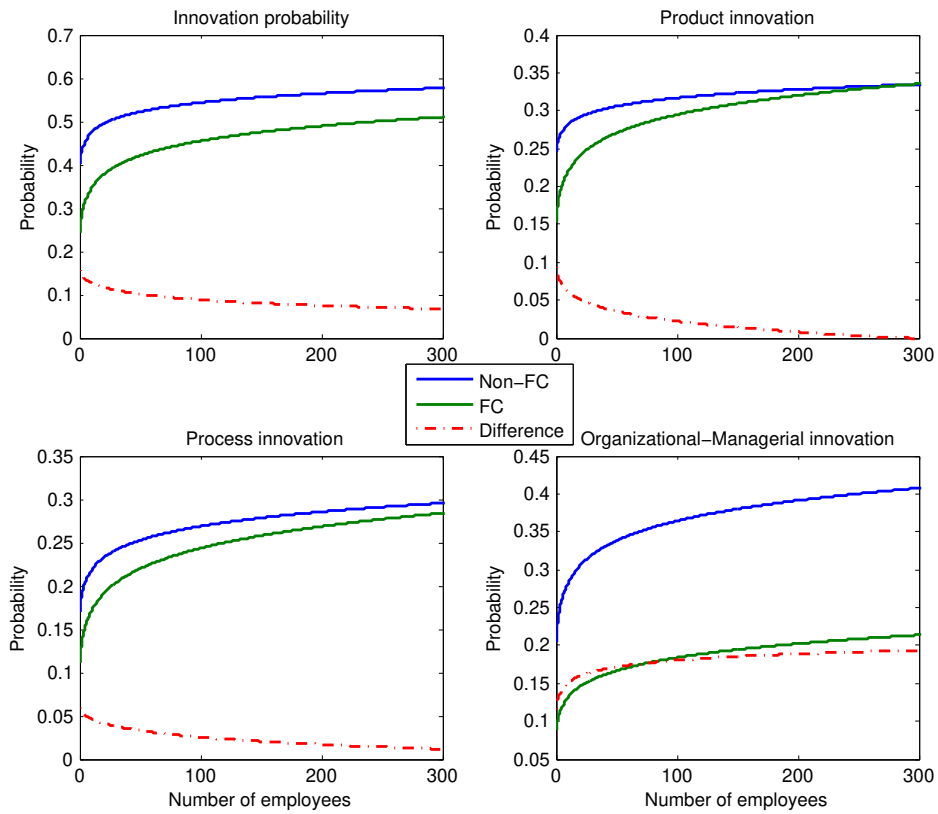 Innovation probability
0.7
0.6
0.5
0.4
0.3
0.2
0.1
0
Probability
0 100 200 300
Product innovation
0.4
0.35
0.3
0.25
0.2
0.15
0.1
0.05
0
Probability
0 100 200 300
Non−FC
FC
Difference
Process innovation
0.35
0.3
0.25
0.2
0.15
0.1
0.05
0
Probability
0 100 200 300
Number of employees
Organizational−Managerial innovation
0.45
0.4
0.35
0.3
0.25
0.2
0.15
0.1
0.05
Probability
0 100 200 300
Number of employees